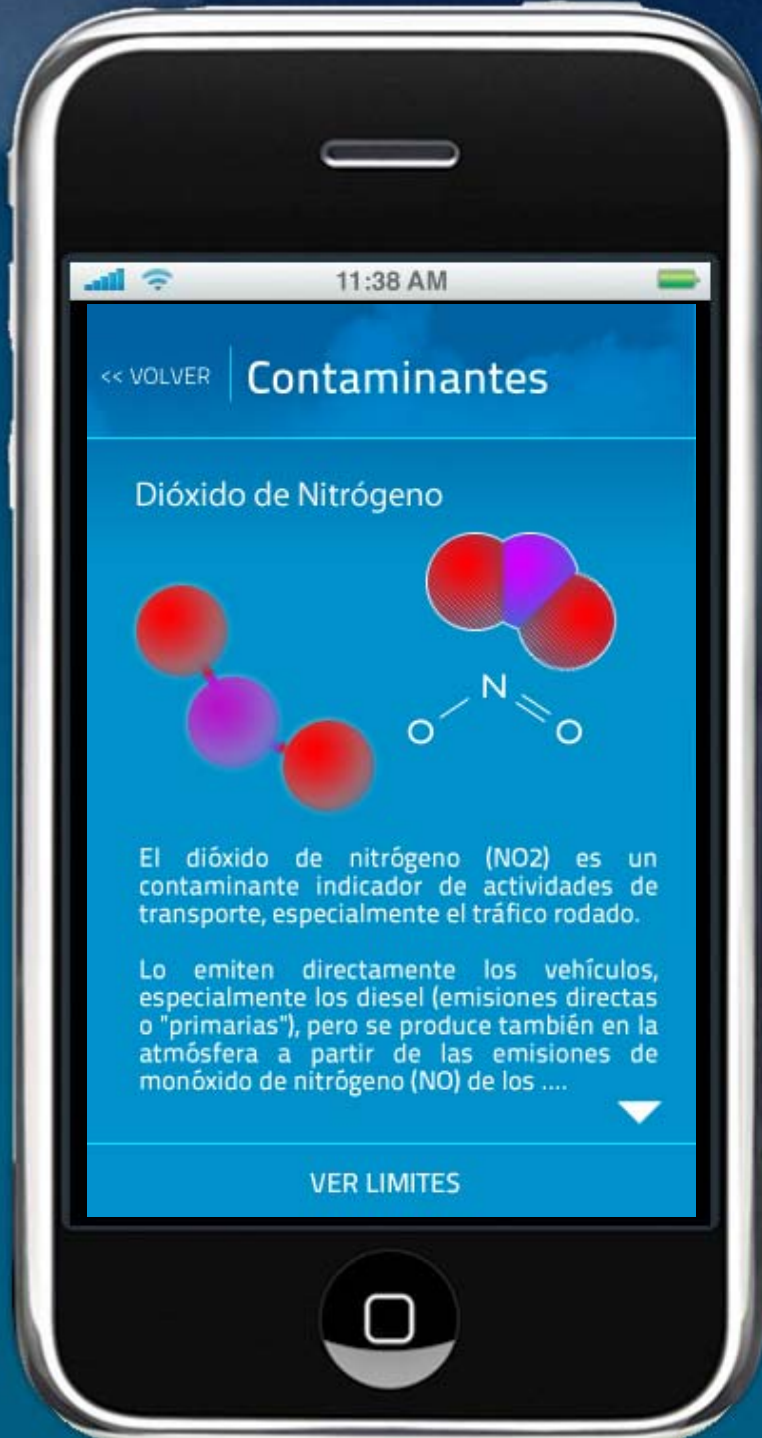 11:38 AM
<< VOLVER Contaminantes
Dióxido de Nitrógeno
N
O O
El dióxido de nitrógeno (NO2) es un
contaminante indicador de actividades de
transporte, especialmente el tráfico rodado.
Lo emiten directamente los vehículos,
especialmente los diesel (emisiones directas
o "primarias"), pero se produce también en la
atmósfera a partir de las emisiones de
monóxido de nitrógeno (NO) de los ....
VER LIMITES